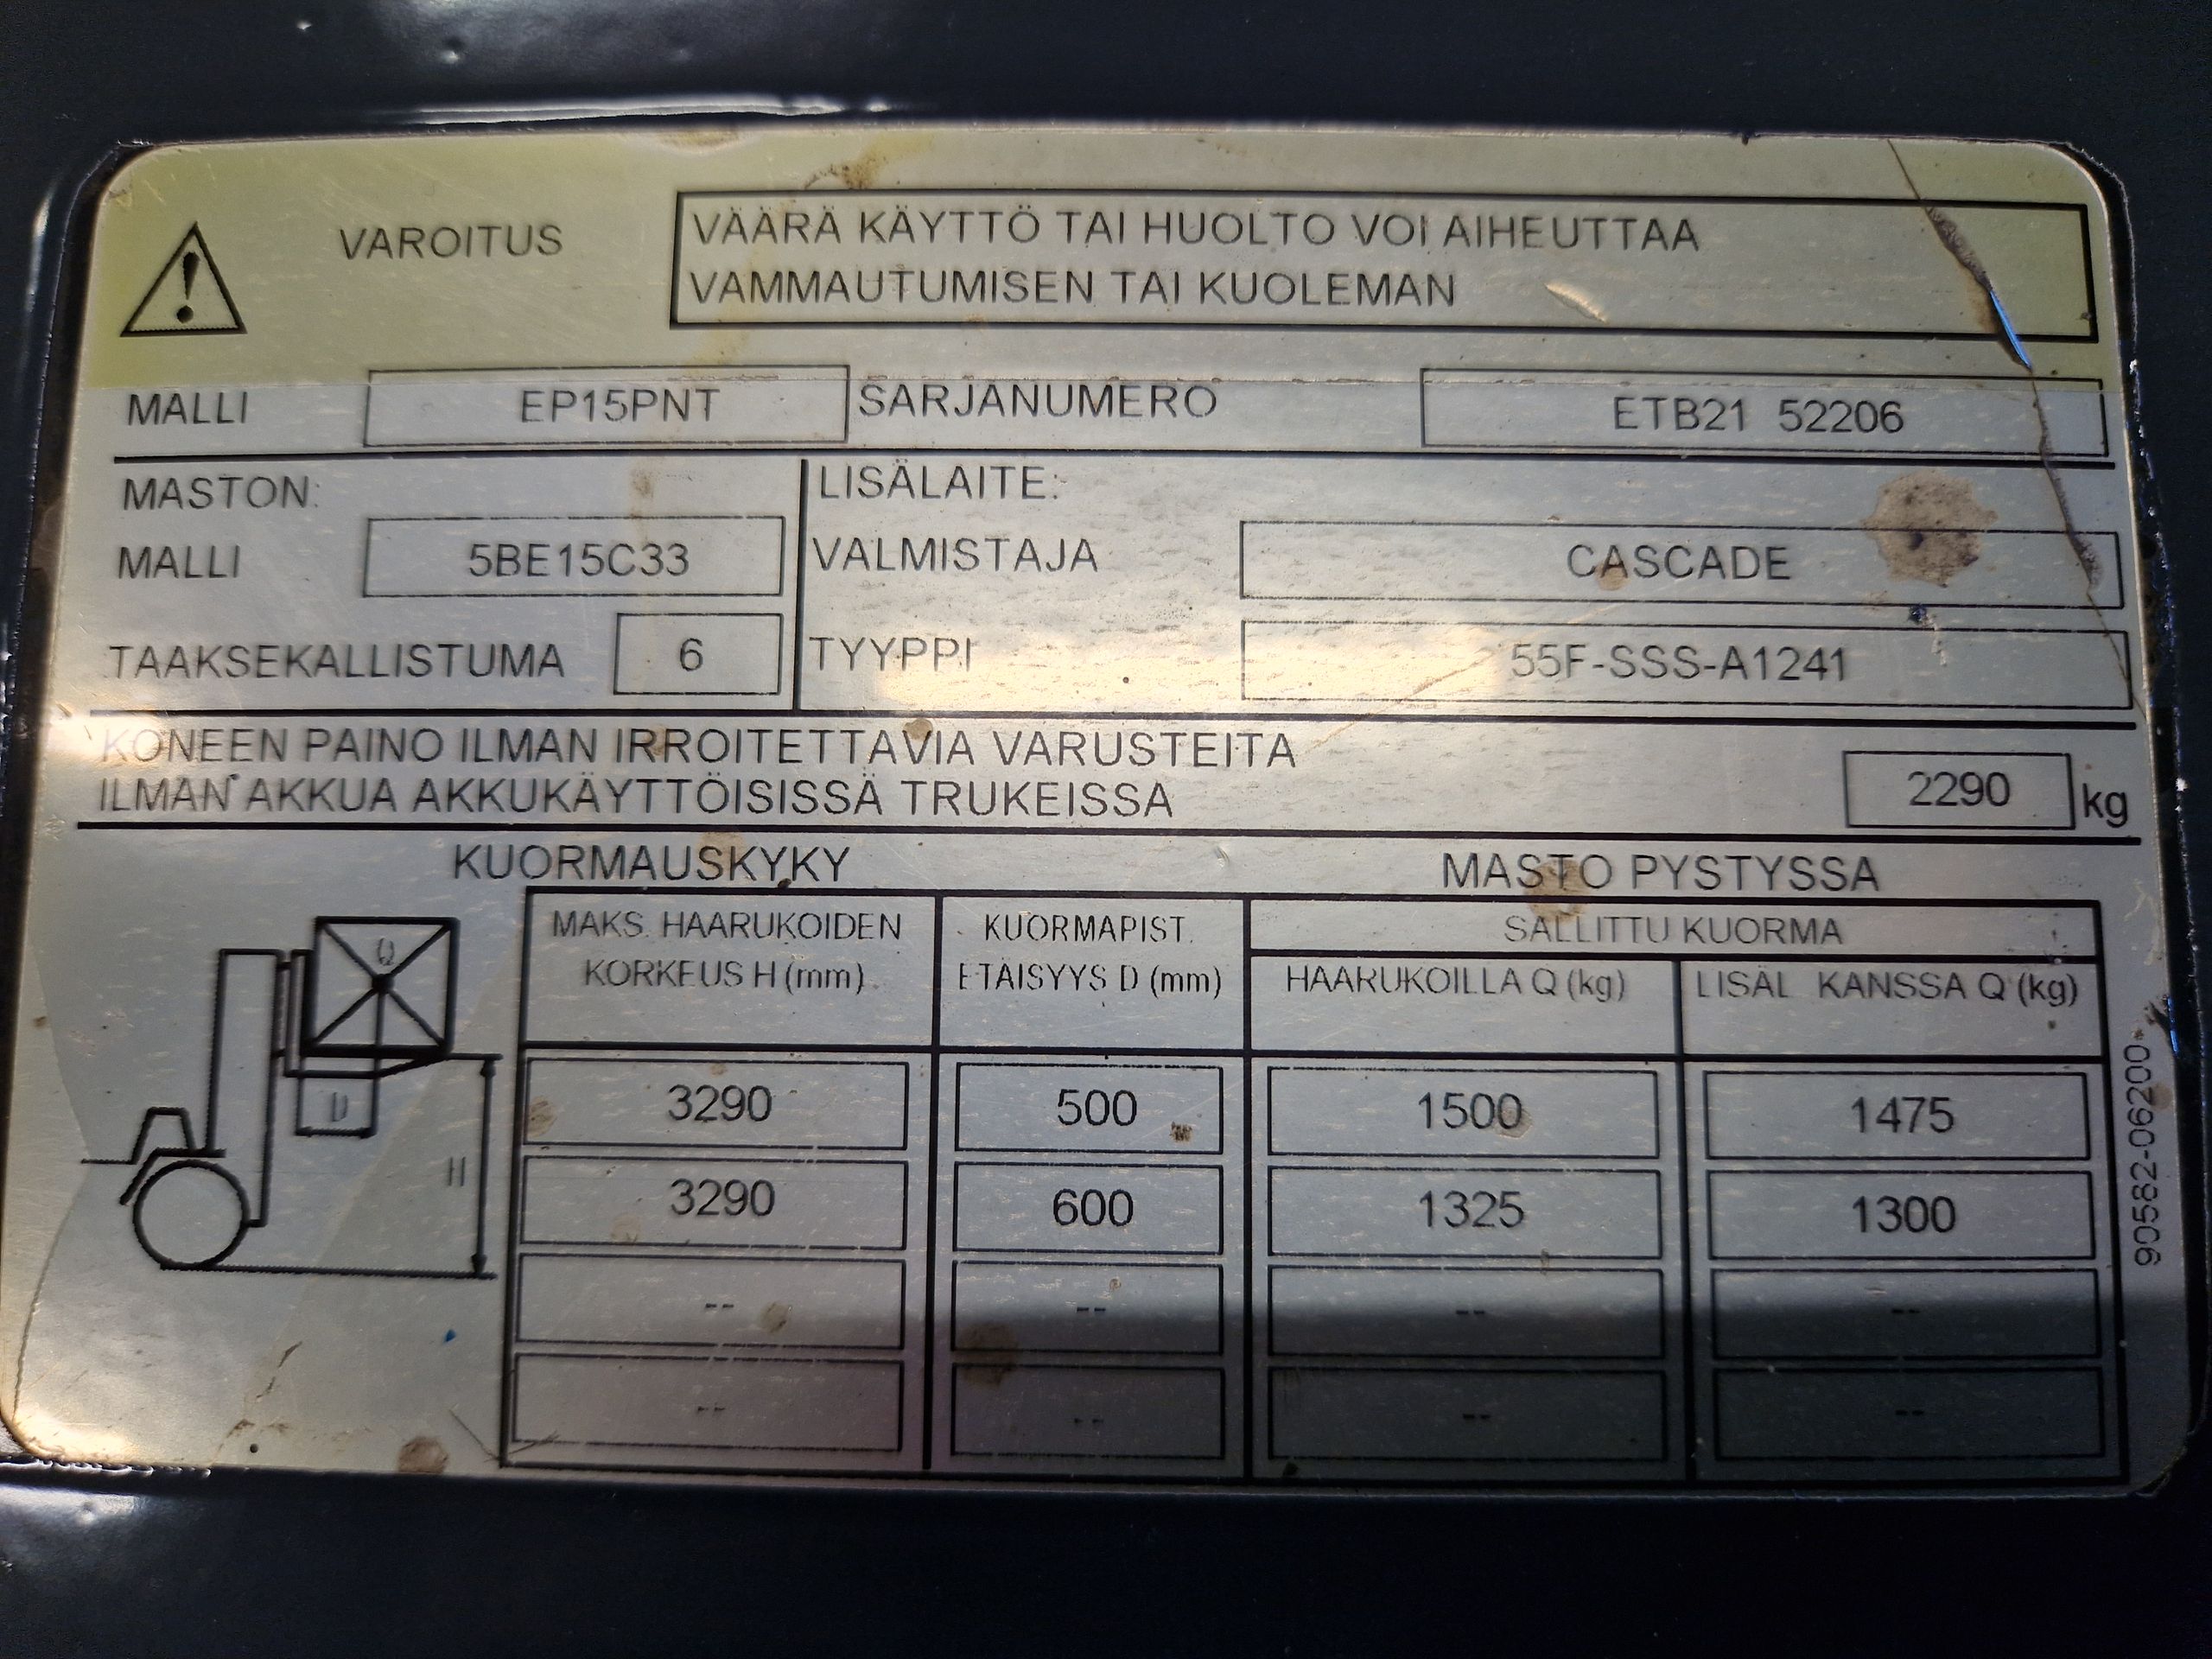 VAROITUS
VÄÄRÄ KÄYTTÖ TAI HUOLTO VOI AIHEUTTAA
VAMMAUTUMISEN TAI KUOLEMAN
MALLI EP15PNT SARJANUMERO ETB21 52206
MASTON: LISÄLAITE:
MALLI 5BE15C33 VALMISTAJA CASCADE
TAAKSEKALLISTUMA 6 TYYPPI 55F-SSS-A1241
KONEEN PAINO ILMAN IRROITETTAVIA VARUSTEITA
ILMAN AKKUA AKKUKÄYTTÖISISSÄ TRUKEISSA 2290 kg
KUORMAUSKYKY MASTO PYSTYSSA
MAKS. HAARUKOIDEN KUORMAPIST. SALLITTU KUORMA
KORKEUS H (mm) ETAISYYS D (mm) HAARUKOILLA Q (kg) LISÄL. KANSSA Q (kg)
3290 500 1500 1475
3290 600 1325 1300
-- -- -- --
-- -- -- --
Q
D
H
90582-06200